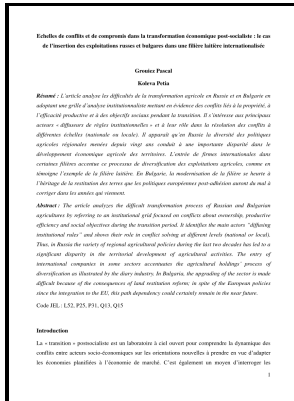 Echelles de conflits et de compromis dans la transformation économique post-socialiste : le cas
de l'insertion des exploitations russes et bulgares dans une filière laitière internationalisée
Grouiez Pascal
Koleva Petia
Résumé : L'article analyse les difficultés de la transformation agricole en Russie et en Bulgarie en
adoptant une grille d'analyse institutionnaliste mettant en évidence des conflits liés à la propriété, à
l'efficacité productive et à des objectifs sociaux pendant la transition. Il s'intéresse aux principaux
acteurs « diffuseurs de règles institutionnelles » et à leur rôle dans la résolution des conflits à
différentes échelles (nationale ou locale). Il apparaît qu'en Russie la diversité des politiques
agricoles régionales menées depuis vingt ans conduit à une importante disparité dans le
développement économique agricole des territoires. L'entrée de firmes internationales dans
certaines filières accentue ce processus de diversification des exploitations agricoles, comme en
témoigne l'exemple de la filière laitière. En Bulgarie, la modernisation de la filière se heurte à
l'héritage de la restitution des terres que les politiques européennes post-adhésion auront du mal à
corriger dans les années qui viennent.
Abstract : The article analyzes the difficult transformation process of Russian and Bulgarian
agricultures by referring to an institutional grid focused on conflicts about ownership, productive
efficiency and social objectives during the transition period. It identifies the main actors "diffusing
institutional rules" and shows their role in conflict solving at different levels (national or local).
Thus, in Russia the variety of regional agricultural policies during the last two decades has led to a
significant disparity in the territorial development of agricultural activities. The entry of
international companies in some sectors accentuates the agricultural holdings' process of
diversification as illustrated by the dairy industry. In Bulgaria, the upgrading of the sector is made
difficult because of the consequences of land restitution reform; in spite of the European policies
since the integration to the EU, this path dependency could certainly remain in the near future.
Code JEL : L52, P25, P31, Q13, Q15
Introduction
La « transition » postsocialiste est un laboratoire à ciel ouvert pour comprendre la dynamique des
conflits entre acteurs socio-économiques sur les orientations nouvelles à prendre en vue d'adapter
les économies planifiées à l'économie de marché. C'est également un moyen d'interroger les
1